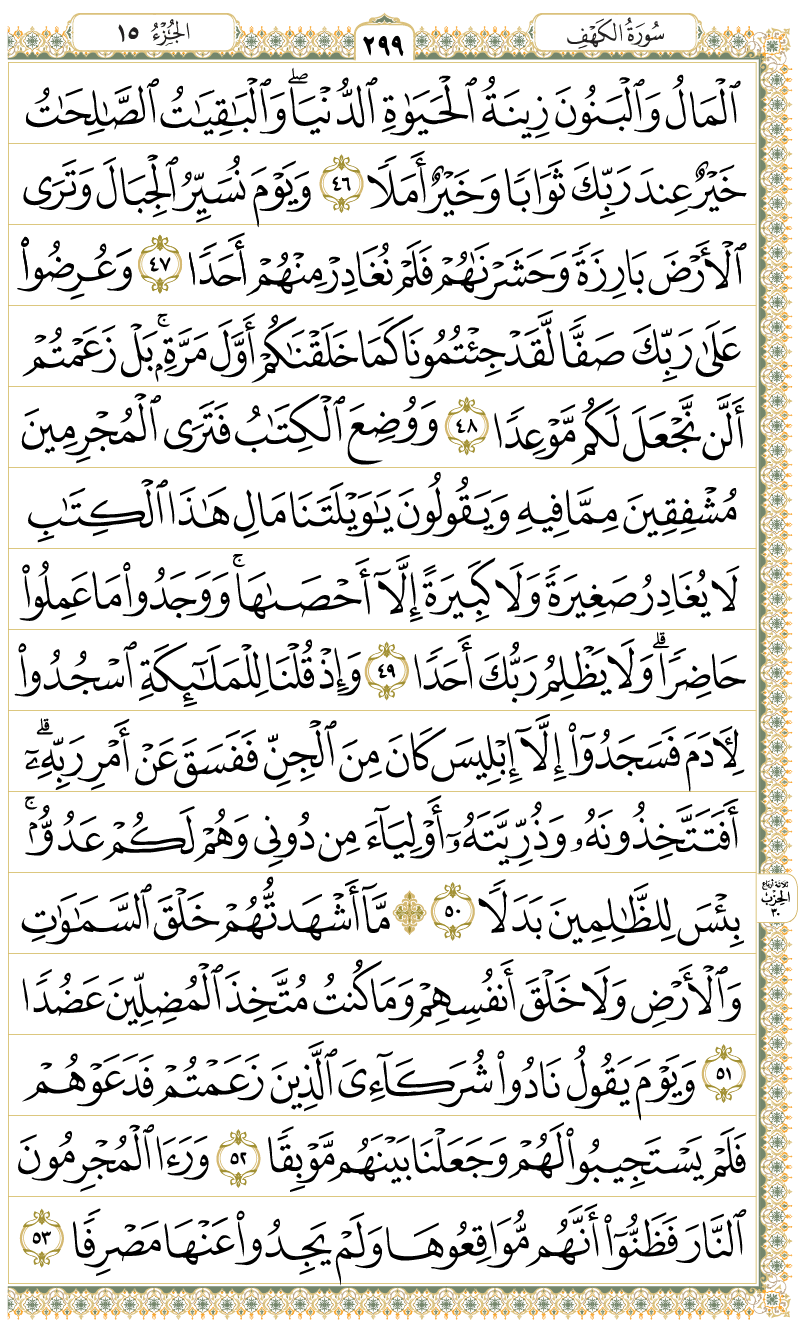 سُورَةُ الكَهْفِ
٢٩٩
الجُزْءُ ١٥
ٱلْمَالُ وَٱلْبَنُونَ زِينَةُ ٱلْحَيَوٰةِ ٱلدُّنْيَاۖ وَٱلْبَٰقِيَٰتُ ٱلصَّٰلِحَٰتُ
خَيْرٌ عِندَ رَبِّكَ ثَوَابًا وَخَيْرٌ أَمَلًا ٤٦ وَيَوْمَ نُسَيِّرُ ٱلْجِبَالَ وَتَرَى
ٱلْأَرْضَ بَارِزَةً وَحَشَرْنَٰهُمْ فَلَمْ نُغَادِرْ مِنْهُمْ أَحَدًا ٤٧ وَعُرِضُوا۟
عَلَىٰ رَبِّكَ صَفًّا لَّقَدْ جِئْتُمُونَا كَمَا خَلَقْنَٰكُمْ أَوَّلَ مَرَّةٍۭۚ بَلْ زَعَمْتُمْ
أَلَّن نَّجْعَلَ لَكُم مَّوْعِدًا ٤٨ وَوُضِعَ ٱلْكِتَٰبُ فَتَرَى ٱلْمُجْرِمِينَ
مُشْفِقِينَ مِمَّا فِيهِ وَيَقُولُونَ يَٰوَيْلَتَنَا مَالِ هَٰذَا ٱلْكِتَٰبِ
لَا يُغَادِرُ صَغِيرَةً وَلَا كَبِيرَةً إِلَّآ أَحْصَىٰهَاۚ وَوَجَدُوا۟ مَا عَمِلُوا۟
حَاضِرًاۗ وَلَا يَظْلِمُ رَبُّكَ أَحَدًا ٤٩ وَإِذْ قُلْنَا لِلْمَلَٰٓئِكَةِ ٱسْجُدُوا۟
لِءَادَمَ فَسَجَدُوٓا۟ إِلَّآ إِبْلِيسَ كَانَ مِنَ ٱلْجِنِّ فَفَسَقَ عَنْ أَمْرِ رَبِّهِۦٓۗ
أَفَتَتَّخِذُونَهُۥ وَذُرِّيَّتَهُۥٓ أَوْلِيَآءَ مِن دُونِى وَهُمْ لَكُمْ عَدُوٌّۢۚ
بِئْسَ لِلظَّٰلِمِينَ بَدَلًا ٥٠ ۞ مَّآ أَشْهَدتُّهُمْ خَلْقَ ٱلسَّمَٰوَٰتِ
ثلاثة أرباع
الحِزْب
٣٠
وَٱلْأَرْضِ وَلَا خَلْقَ أَنفُسِهِمْ وَمَا كُنتُ مُتَّخِذَ ٱلْمُضِلِّينَ عَضُدًا
٥١ وَيَوْمَ يَقُولُ نَادُوا۟ شُرَكَآءِىَ ٱلَّذِينَ زَعَمْتُمْ فَدَعَوْهُمْ
فَلَمْ يَسْتَجِيبُوا۟ لَهُمْ وَجَعَلْنَا بَيْنَهُم مَّوْبِقًا ٥٢ وَرَءَا ٱلْمُجْرِمُونَ
ٱلنَّارَ فَظَنُّوٓا۟ أَنَّهُم مُّوَاقِعُوهَا وَلَمْ يَجِدُوا۟ عَنْهَا مَصْرِفًا ٥٣